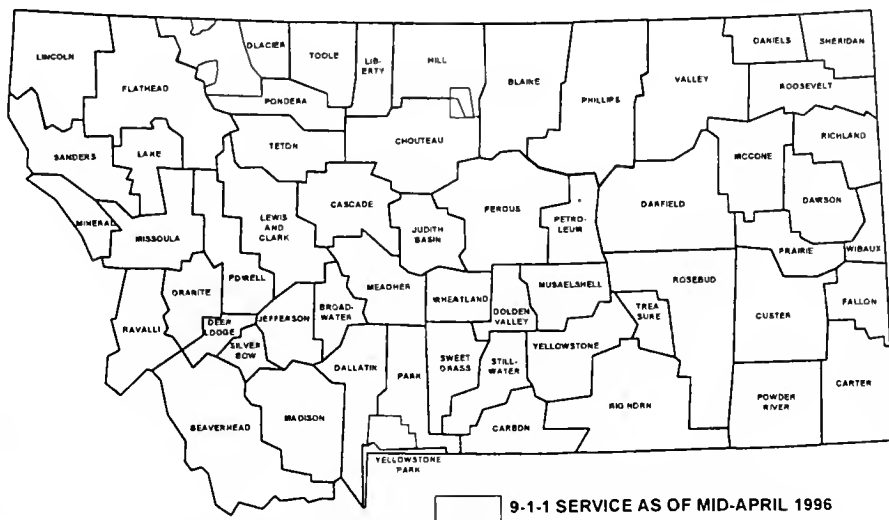 LINCOLN
FLATHEAD
GLACIER
TOOLE
LIB-
ERTY
HILL
BLAINE
PHILLIPS
VALLEY
DANIELS
SHERIDAN
ROOSEVELT
PONDERA
TETON
CHOUTEAU
RICHLAND
SANDERS
LAKE
MCCONE
DAWSON
CASCADE
JUDITH
BASIN
FERGUS
PETRO-
LEUM
GARFIELD
MINERAL
MISSOULA
LEWIS
AND
CLARK
PRAIRIE
WIBAUX
POWELL
GRANITE
MEAGHER
WHEATLAND
GOLDEN
VALLEY
MUSSELSHELL
ROSEBUD
TREA
SURE
CUSTER
FALLON
RAVALLI
DEER
LODGE
JEFFERSON
BROAD-
WATER
SILVER
BOW
GALLATIN
PARK
SWEET
GRASS
STILL-
WATER
YELLOWSTONE
BIG HORN
POWDER
RIVER
CARTER
BEAVERHEAD
MADISON
CARBON
YELLOWSTONE
PARK
9-1-1 SERVICE AS OF MID-APRIL 1996